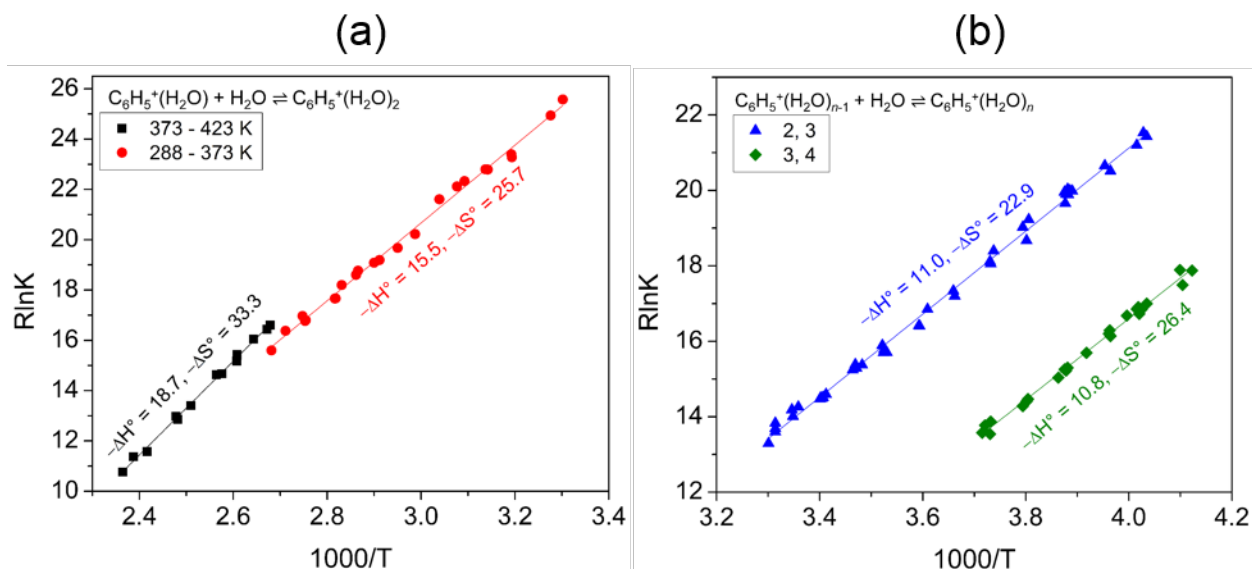 (a)
C₆H₅⁺(H₂O) + H₂O ⇌ C₆H₅⁺(H₂O)₂
373 - 423 K
288 - 373 K
−ΔH° = 18.7, −ΔS° = 33.3
−ΔH° = 15.5, −ΔS° = 25.7
RlnK
26
24
22
20
18
16
14
12
10
2.4 2.6 2.8 3.0 3.2 3.4
1000/T
(b)
C₆H₅⁺(H₂O)ₙ₋₁ + H₂O ⇌ C₆H₅⁺(H₂O)ₙ
2, 3
3, 4
−ΔH° = 11.0, −ΔS° = 22.9
−ΔH° = 10.8, −ΔS° = 26.4
RlnK
22
20
18
16
14
12
3.2 3.4 3.6 3.8 4.0 4.2
1000/T